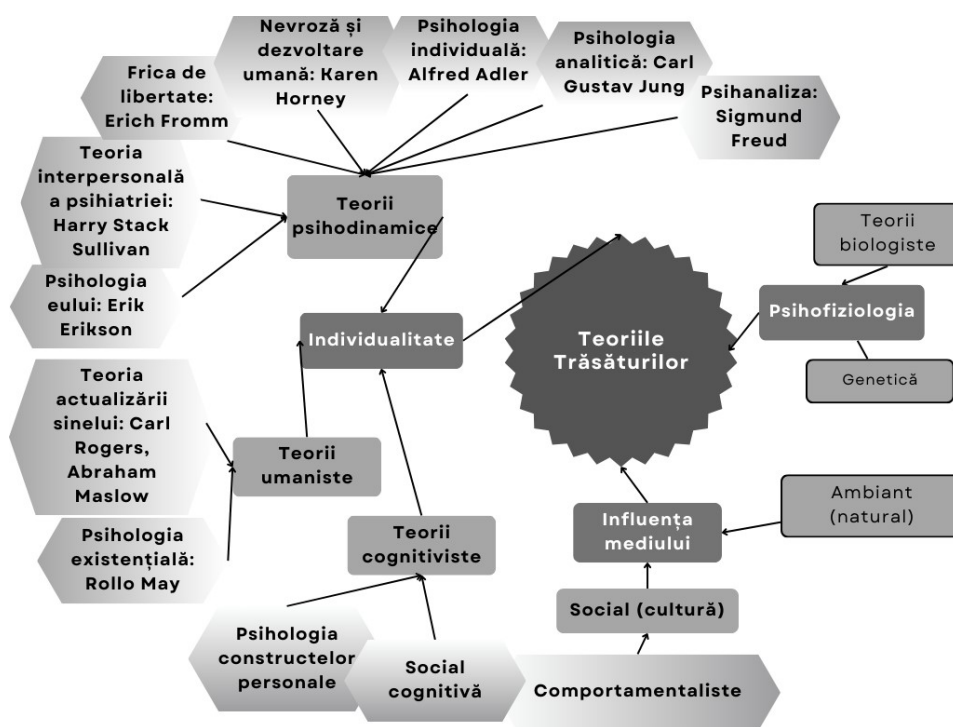 Nevroză și
dezvoltare
umană: Karen
Horney
Psihologia
individuală:
Alfred Adler
Psihologia
analitică: Carl
Gustav Jung
Frica de
libertate:
Erich Fromm
Psihanaliza:
Sigmund
Freud
Teoria
interpersonală
a psihiatriei:
Harry Stack
Sullivan
Teorii
psihodinamice
Teorii
biologiste
Psihologia
eului: Erik
Erikson
Individualitate
Teoriile
Trăsăturilor
Psihofiziologia
Genetică
Teoria
actualizării
sinelui: Carl
Rogers,
Abraham
Maslow
Teorii
umaniste
Ambiant
(natural)
Influența
mediului
Psihologia
existențială:
Rollo May
Teorii
cognitiviste
Social (cultură)
Psihologia
constructelor
personale
Social
cognitivă
Comportamentaliste